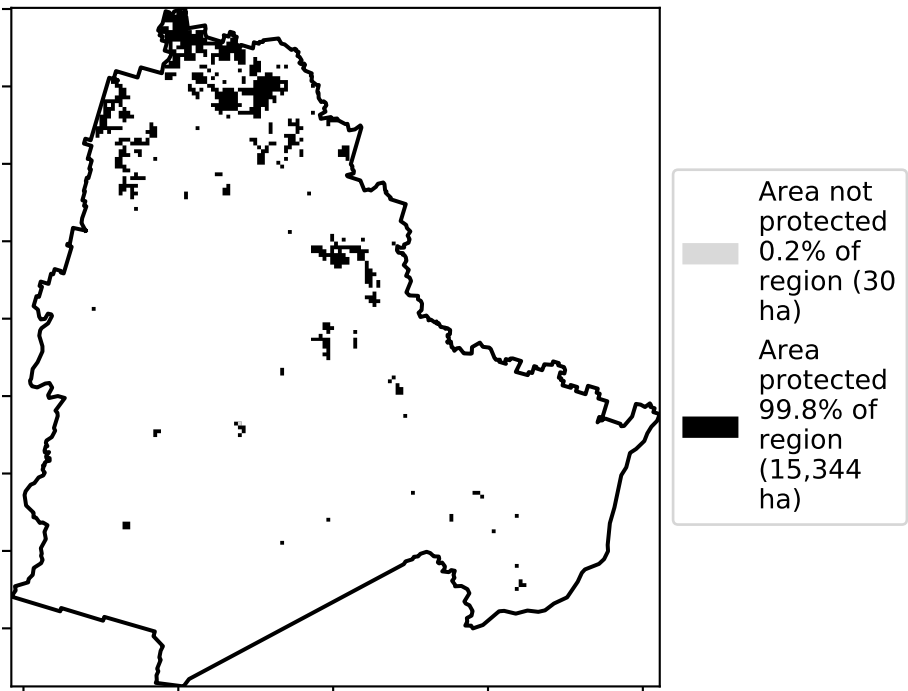 Area not
protected
0.2% of
region (30
ha)
Area
protected
99.8% of
region
(15,344
ha)